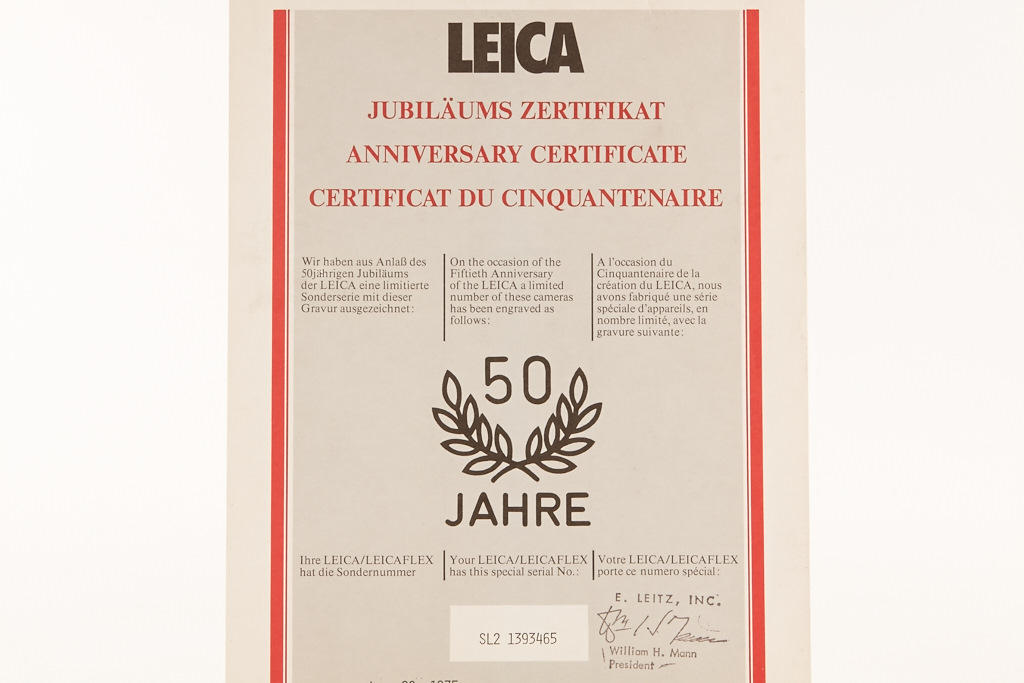 LEICA
JUBILÄUMS ZERTIFIKAT
ANNIVERSARY CERTIFICATE
CERTIFICAT DU CINQUANTENAIRE
Wir haben aus Anlaß des
50jährigen Jubiläums
der LEICA eine limitierte
Sonderserie mit dieser
Gravur ausgezeichnet:
On the occasion of the
Fiftieth Anniversary
of the LEICA a limited
number of these cameras
has been engraved as
follows:
A l'occasion du
Cinquantenaire de la
création du LEICA, nous
avons fabriqué une série
spéciale d'appareils, en
nombre limité, avec la
gravure suivante:
50
JAHRE
Ihre LEICA/LEICAFLEX
hat die Sondernummer
Your LEICA/LEICAFLEX
has this special serial No.:
Votre LEICA/LEICAFLEX
porte ce numero spécial:
SL2 1393465
E. LEITZ, INC.
William H. Mann
President